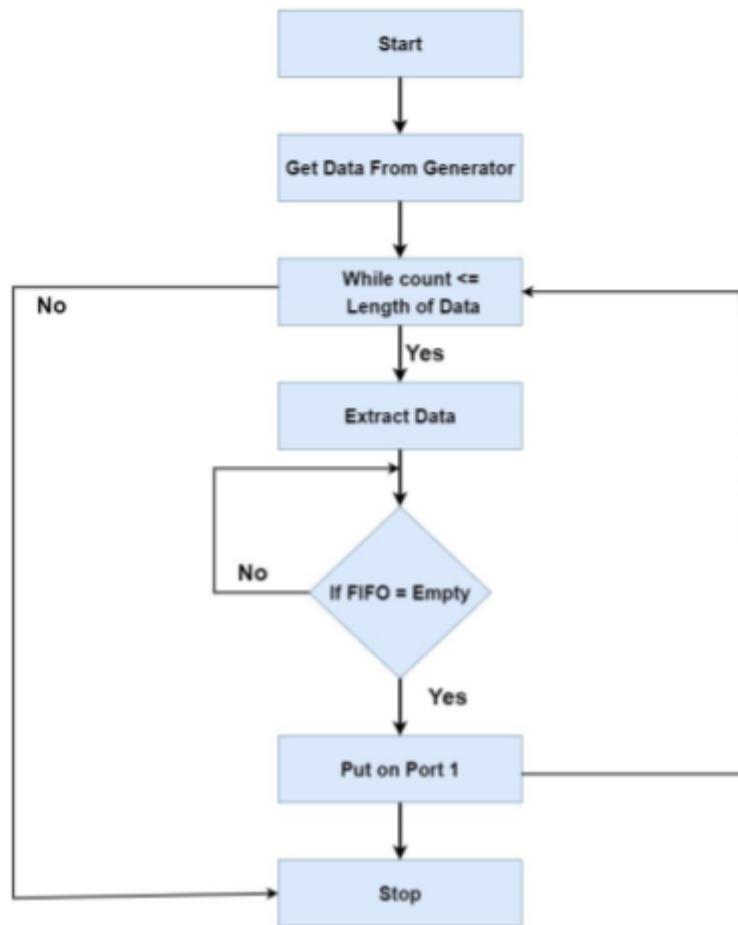 Start
Get Data From Generator
While count <=
Length of Data
No
Yes
Extract Data
No
If FIFO = Empty
Yes
Put on Port 1
Stop